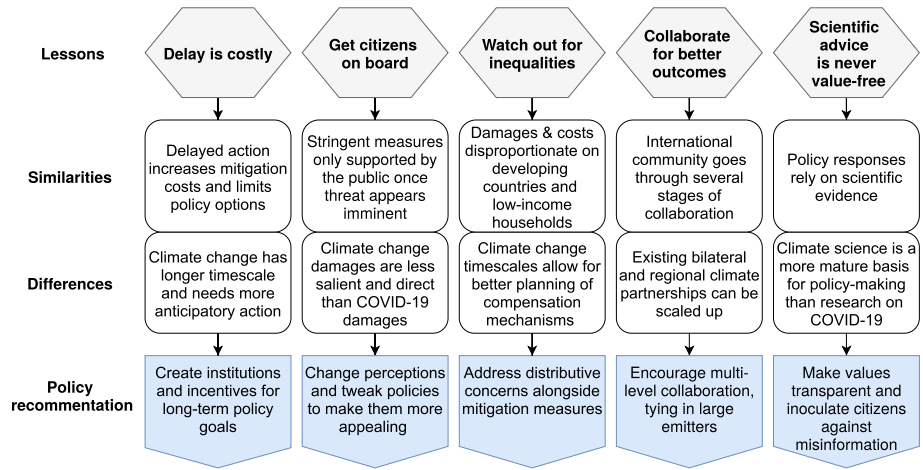 Lessons
Delay is costly
Get citizens
on board
Watch out for
inequalities
Collaborate
for better
outcomes
Scientific
advice
is never
value-free
Similarities
Delayed action
increases mitigation
costs and limits
policy options
Stringent measures
only supported by
the public once
threat appears
imminent
Damages & costs
disproportionate on
developing
countries and
low-income
households
International
community goes
through several
stages of
collaboration
Policy responses
rely on scientific
evidence
Differences
Climate change has
longer timescale
and needs more
anticipatory action
Climate change
damages are less
salient and direct
than COVID-19
damages
Climate change
timescales allow for
better planning of
compensation
mechanisms
Existing bilateral
and regional climate
partnerships can be
scaled up
Climate science is a
more mature basis
for policy-making
than research on
COVID-19
Policy
recommentation
Create institutions
and incentives for
long-term policy
goals
Change perceptions
and tweak policies
to make them more
appealing
Address distributive
concerns alongside
mitigation measures
Encourage multi-
level collaboration,
tying in large
emitters
Make values
transparent and
inoculate citizens
against
misinformation